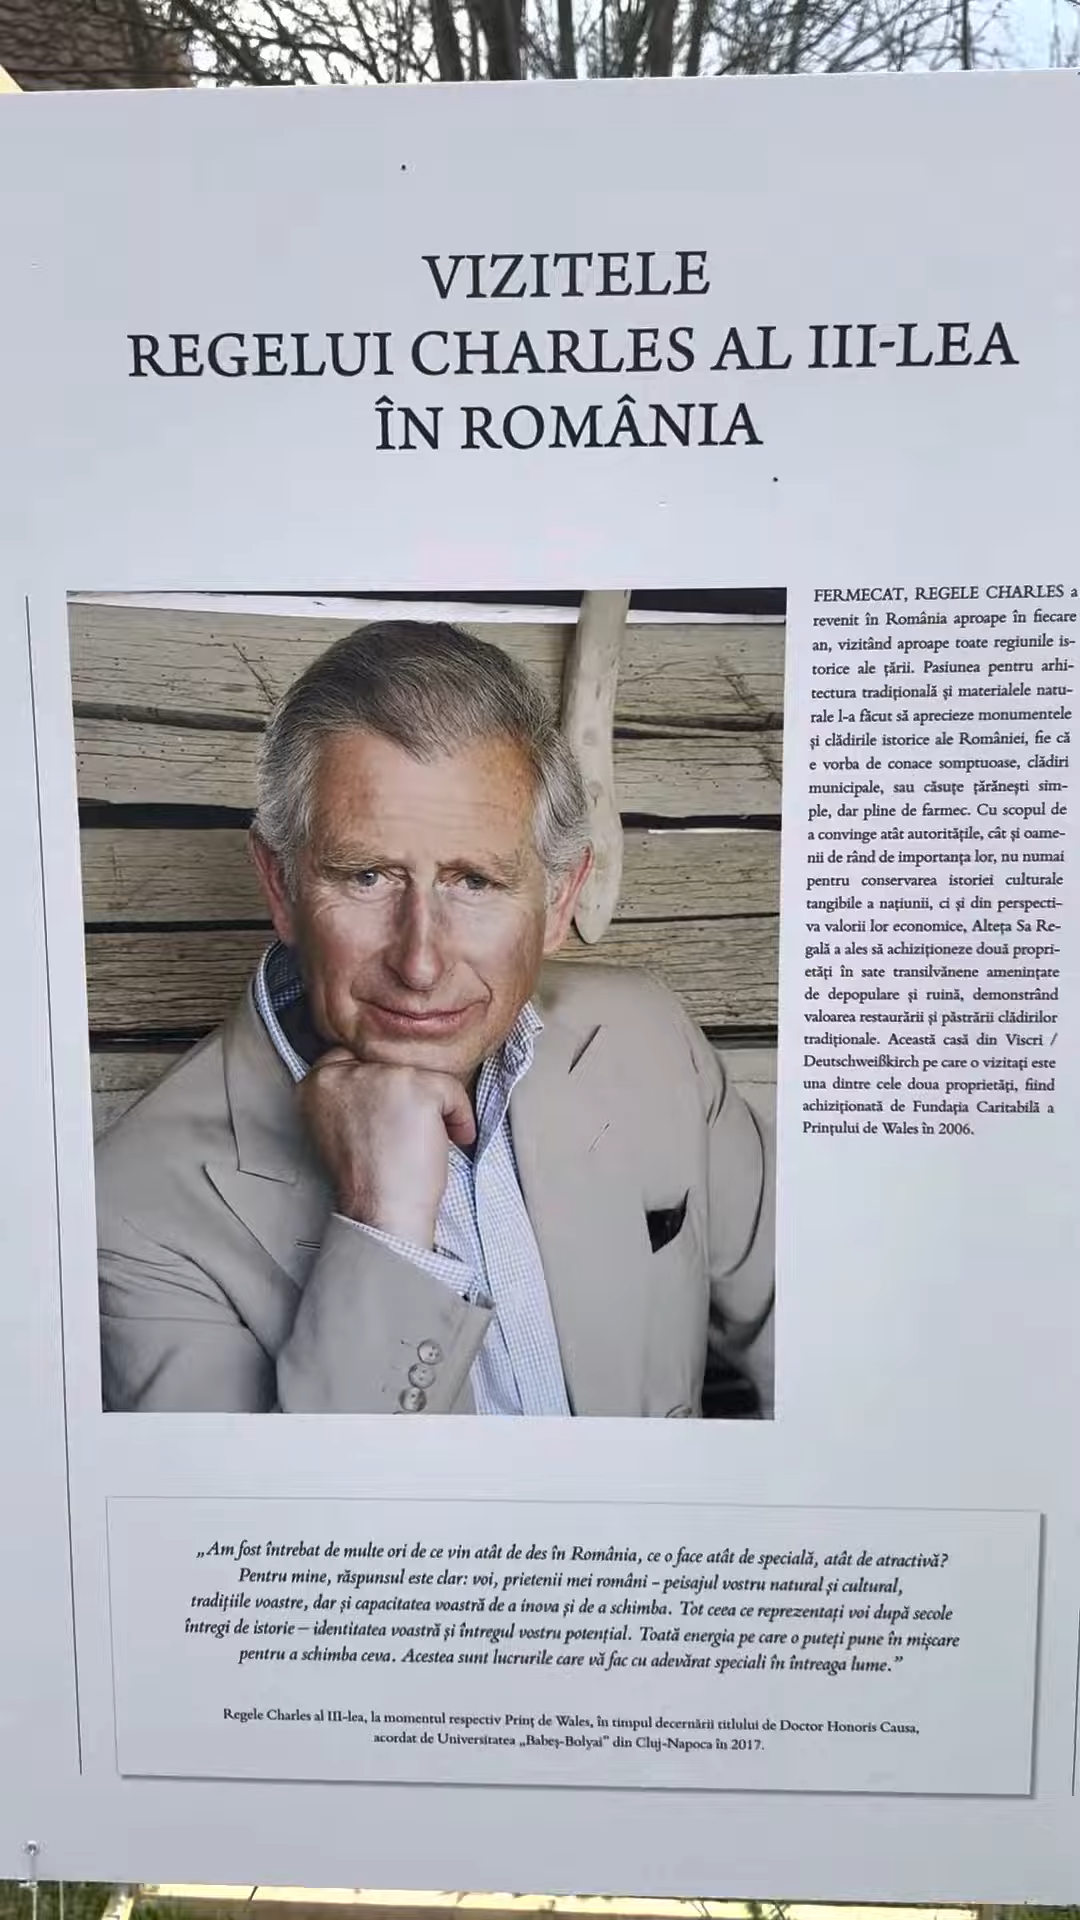 VIZITELE
REGELUI CHARLES AL III-LEA
ÎN ROMÂNIA
FERMECAT, REGELE CHARLES a
revenit în România aproape în fiecare
an, vizitând aproape toate regiunile is-
torice ale țării. Pasiunea pentru arhi-
tectura tradițională și materialele natu-
rale l-a făcut să aprecieze monumentele
și clădirile istorice ale României, fie că
e vorba de conace somptuoase, clădiri
municipale, sau căsuțe țărănești sim-
ple, dar pline de farmec. Cu scopul de
a convinge atât autoritățile, cât și oame-
nii de rând de importanța lor, nu numai
pentru conservarea istoriei culturale
tangibile a națiunii, ci și din perspecti-
va valorii lor economice, Alteța Sa Re-
gală a ales să achiziționeze două propri-
etăți în sate transilvănene amenințate
de depopulare și ruină, demonstrând
valoarea restaurării și păstrării clădirilor
tradiționale. Această casă din Viscri /
Deutschweißkirch pe care o vizitați este
una dintre cele doua proprietăți, fiind
achiziționată de Fundația Caritabilă a
Prințului de Wales în 2006.
„Am fost întrebat de multe ori de ce vin atât de des în România, ce o face atât de specială, atât de atractivă?
Pentru mine, răspunsul este clar: voi, prietenii mei români – peisajul vostru natural și cultural,
tradițiile voastre, dar și capacitatea voastră de a inova și de a schimba. Tot ceea ce reprezentați voi după secole
întregi de istorie – identitatea voastră și întregul vostru potențial. Toată energia pe care o puteți pune în mișcare
pentru a schimba ceva. Acestea sunt lucrurile care vă fac cu adevărat speciali în întreaga lume.”
Regele Charles al III-lea, la momentul respectiv Prinț de Wales, în timpul decernării titlului de Doctor Honoris Causa,
acordat de Universitatea „Babeș-Bolyai” din Cluj-Napoca în 2017.